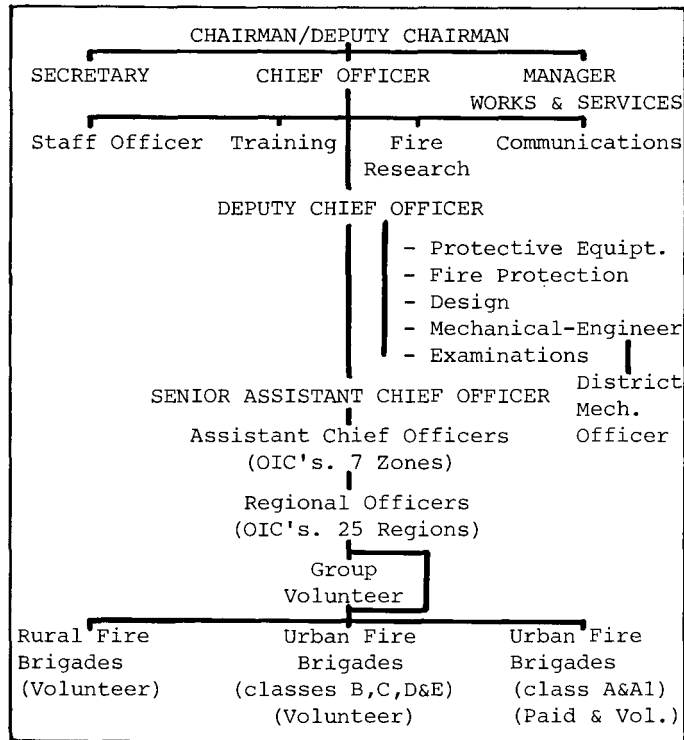 CHAIRMAN/DEPUTY CHAIRMAN
SECRETARY CHIEF OFFICER MANAGER
WORKS & SERVICES
Staff Officer Training Fire Communications
Research
DEPUTY CHIEF OFFICER
- Protective Equipt.
- Fire Protection
- Design
- Mechanical-Engineer
- Examinations
District
SENIOR ASSISTANT CHIEF OFFICER Mech.
Assistant Chief Officers Officer
(OIC's. 7 Zones)
Regional Officers
(OIC's. 25 Regions)
Group
Volunteer
Rural Fire Urban Fire Urban Fire
Brigades Brigades Brigades
(Volunteer) (classes B,C,D&E) (class A&A1)
(Volunteer) (Paid & Vol.)